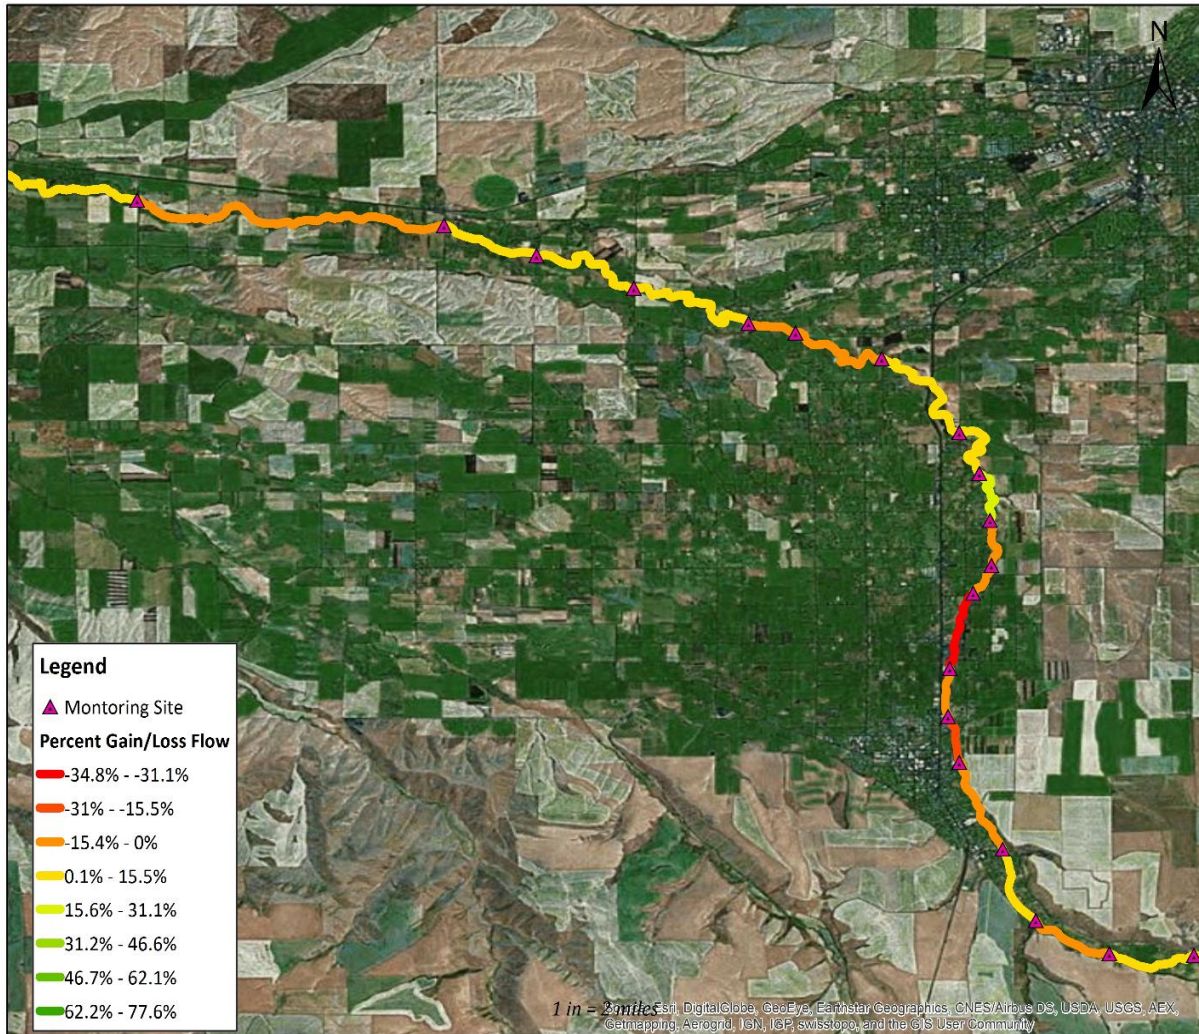 N
Legend
Montoring Site
Percent Gain/Loss Flow
-34.8% - -31.1%
-31% - -15.5%
-15.4% - 0%
0.1% - 15.5%
15.6% - 31.1%
31.2% - 46.6%
46.7% - 62.1%
62.2% - 77.6%
1 in = 2 miles
Esri, DigitalGlobe, GeoEye, Earthstar Geographics, CNES/Airbus DS, USDA, USGS, AEX,
Getmapping, Aerogrid, IGN, IGP, swisstopo, and the GIS User Community